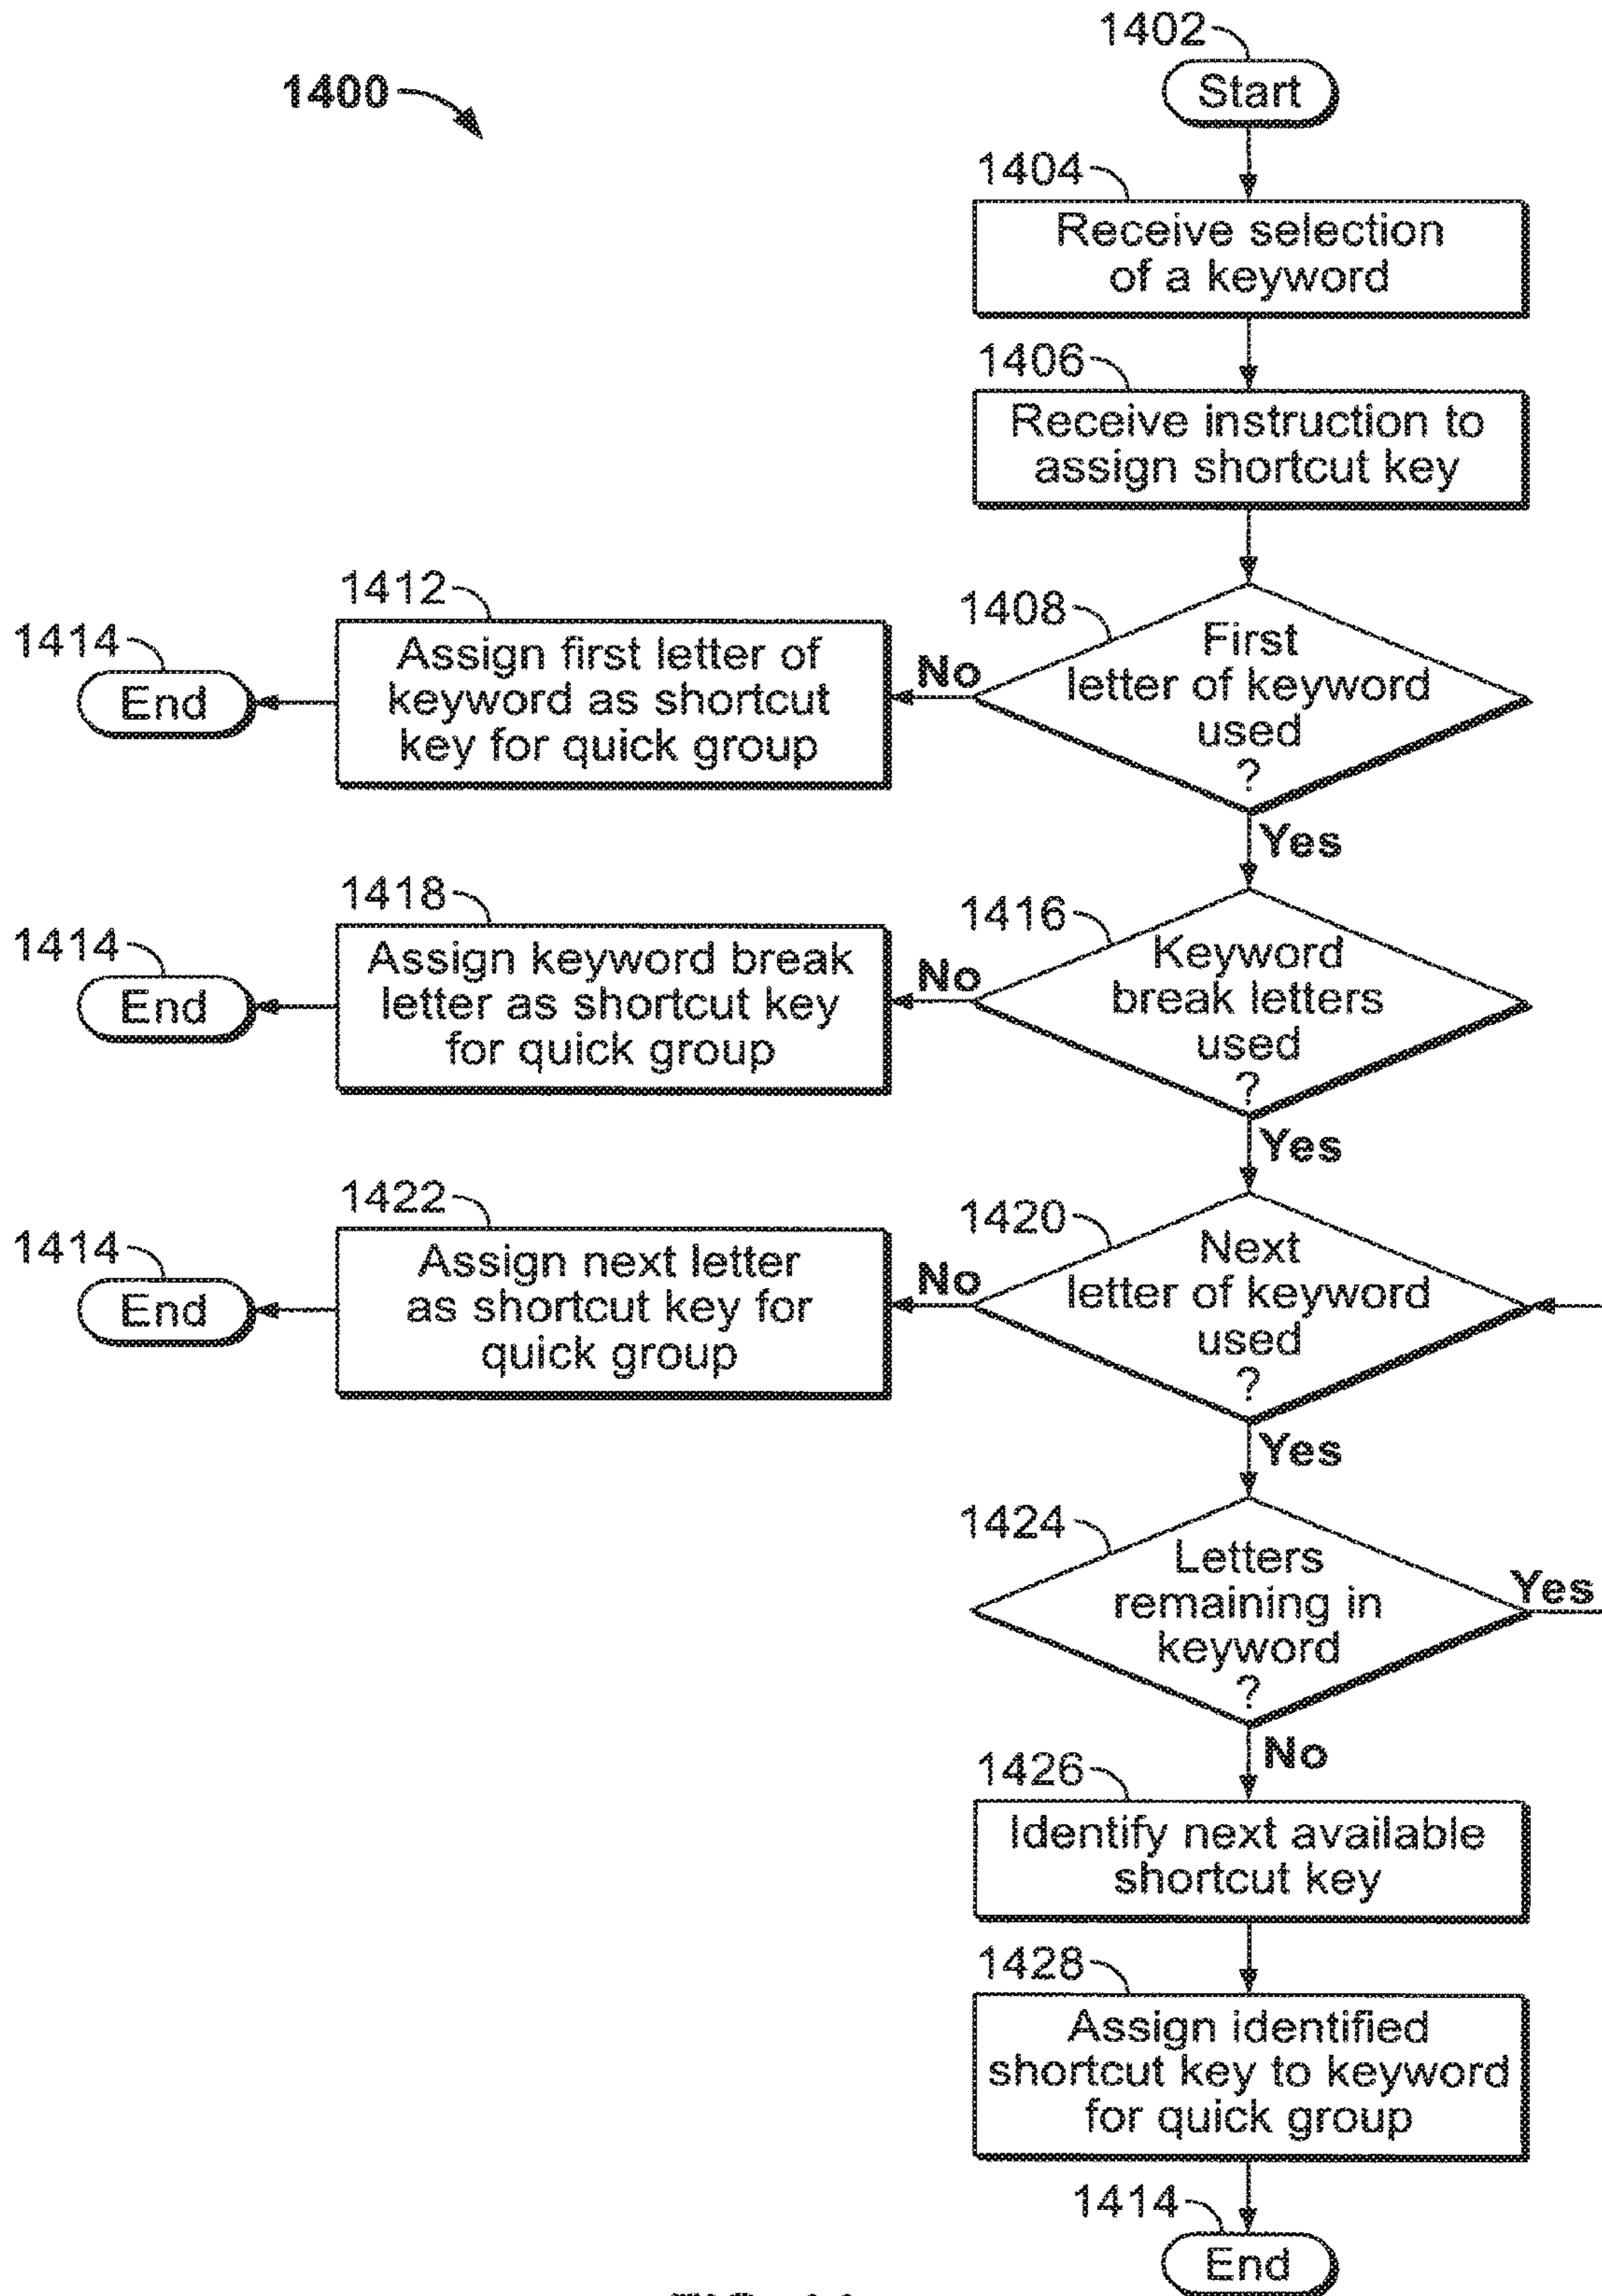 1400
1402
Start
1404
Receive selection
of a keyword
1406
Receive instruction to
assign shortcut key
1408
First
letter of keyword
used
?
No
1412
Assign first letter of
keyword as shortcut
key for quick group
1414
End
Yes
1416
Keyword
break letters
used
?
No
1418
Assign keyword break
letter as shortcut key
for quick group
1414
End
Yes
1420
Next
letter of keyword
used
?
No
1422
Assign next letter
as shortcut key for
quick group
1414
End
Yes
1424
Letters
remaining in
keyword
?
Yes
No
1426
Identify next available
shortcut key
1428
Assign identified
shortcut key to keyword
for quick group
1414
End